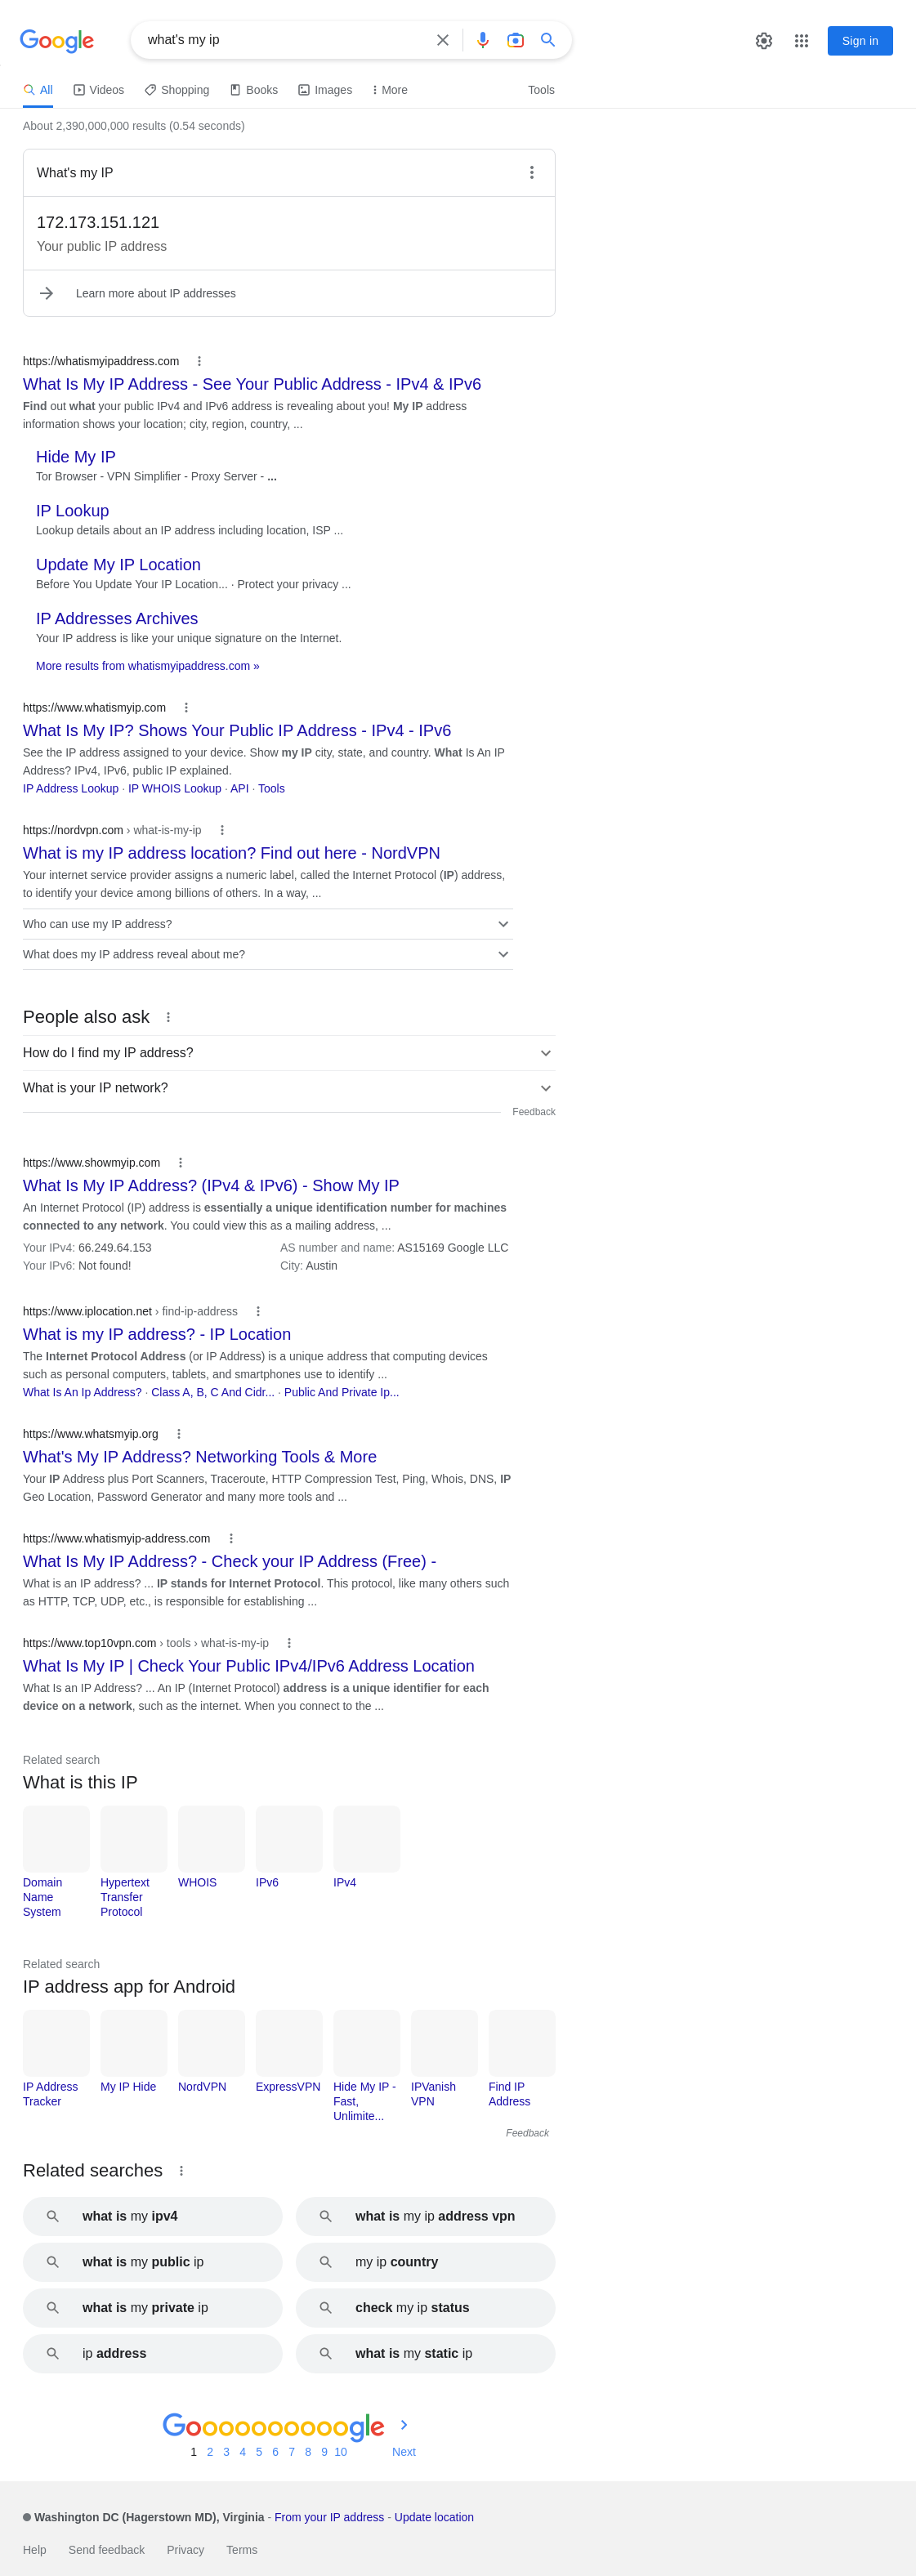 Google
what's my ip
Sign in
All Videos Shopping Books Images More Tools
About 2,390,000,000 results (0.54 seconds)
What's my IP
172.173.151.121
Your public IP address
Learn more about IP addresses
https://whatismyipaddress.com
What Is My IP Address - See Your Public Address - IPv4 & IPv6
Find out what your public IPv4 and IPv6 address is revealing about you! My IP address
information shows your location; city, region, country, ...
Hide My IP
Tor Browser - VPN Simplifier - Proxy Server - ...
IP Lookup
Lookup details about an IP address including location, ISP ...
Update My IP Location
Before You Update Your IP Location... · Protect your privacy ...
IP Addresses Archives
Your IP address is like your unique signature on the Internet.
More results from whatismyipaddress.com »
https://www.whatismyip.com
What Is My IP? Shows Your Public IP Address - IPv4 - IPv6
See the IP address assigned to your device. Show my IP city, state, and country. What Is An IP
Address? IPv4, IPv6, public IP explained.
IP Address Lookup · IP WHOIS Lookup · API · Tools
https://nordvpn.com › what-is-my-ip
What is my IP address location? Find out here - NordVPN
Your internet service provider assigns a numeric label, called the Internet Protocol (IP) address,
to identify your device among billions of others. In a way, ...
Who can use my IP address?
What does my IP address reveal about me?
People also ask
How do I find my IP address?
What is your IP network?
Feedback
https://www.showmyip.com
What Is My IP Address? (IPv4 & IPv6) - Show My IP
An Internet Protocol (IP) address is essentially a unique identification number for machines
connected to any network. You could view this as a mailing address, ...
Your IPv4: 66.249.64.153 AS number and name: AS15169 Google LLC
Your IPv6: Not found! City: Austin
https://www.iplocation.net › find-ip-address
What is my IP address? - IP Location
The Internet Protocol Address (or IP Address) is a unique address that computing devices
such as personal computers, tablets, and smartphones use to identify ...
What Is An Ip Address? · Class A, B, C And Cidr... · Public And Private Ip...
https://www.whatsmyip.org
What's My IP Address? Networking Tools & More
Your IP Address plus Port Scanners, Traceroute, HTTP Compression Test, Ping, Whois, DNS, IP
Geo Location, Password Generator and many more tools and ...
https://www.whatismyip-address.com
What Is My IP Address? - Check your IP Address (Free) -
What is an IP address? ... IP stands for Internet Protocol. This protocol, like many others such
as HTTP, TCP, UDP, etc., is responsible for establishing ...
https://www.top10vpn.com › tools › what-is-my-ip
What Is My IP | Check Your Public IPv4/IPv6 Address Location
What Is an IP Address? ... An IP (Internet Protocol) address is a unique identifier for each
device on a network, such as the internet. When you connect to the ...
Related search
What is this IP
Domain Name System
Hypertext Transfer Protocol
WHOIS
IPv6
IPv4
Related search
IP address app for Android
IP Address Tracker
My IP Hide
NordVPN
ExpressVPN
Hide My IP - Fast, Unlimite...
IPVanish VPN
Find IP Address
Feedback
Related searches
what is my ipv4
what is my ip address vpn
what is my public ip
my ip country
what is my private ip
check my ip status
ip address
what is my static ip
Goooooooooogle
1 2 3 4 5 6 7 8 9 10 Next
Washington DC (Hagerstown MD), Virginia - From your IP address - Update location
Help Send feedback Privacy Terms